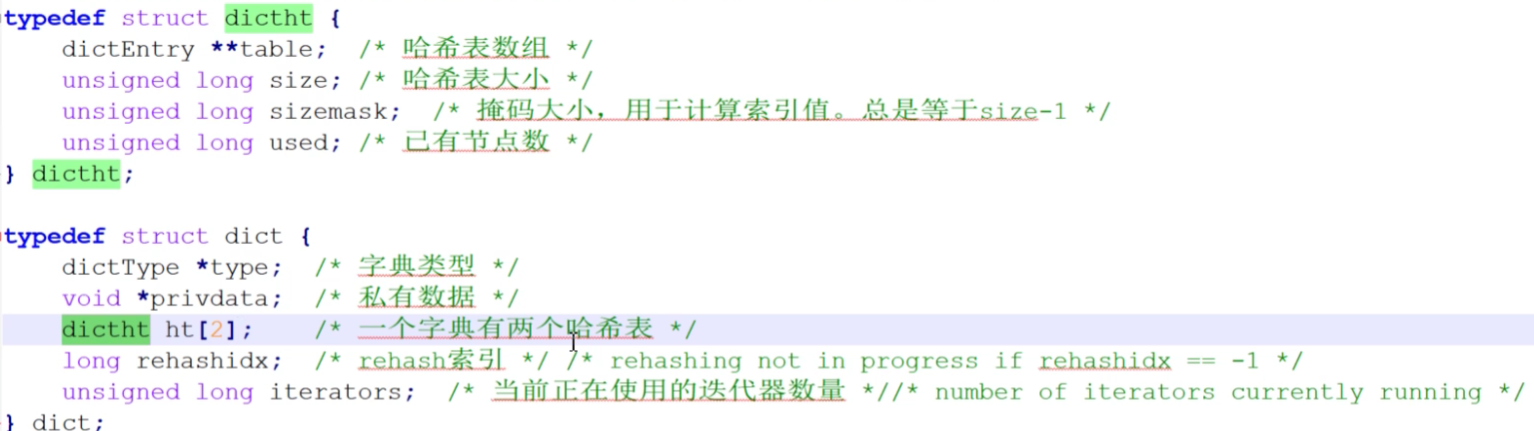 typedef struct dictht {
    dictEntry **table;  /* 哈希表数组 */
    unsigned long size; /* 哈希表大小 */
    unsigned long sizemask;  /* 掩码大小，用于计算索引值。总是等于size-1 */
    unsigned long used; /* 已有节点数 */
} dictht;
typedef struct dict {
    dictType *type;  /* 字典类型 */
    void *privdata;  /* 私有数据 */
    dictht ht[2];    /* 一个字典有两个哈希表 */
    long rehashidx;  /* rehash索引 */ /* rehashing not in progress if rehashidx == -1 */
    unsigned long iterators;  /* 当前正在使用的迭代器数量 *//* number of iterators currently running */
} dict;